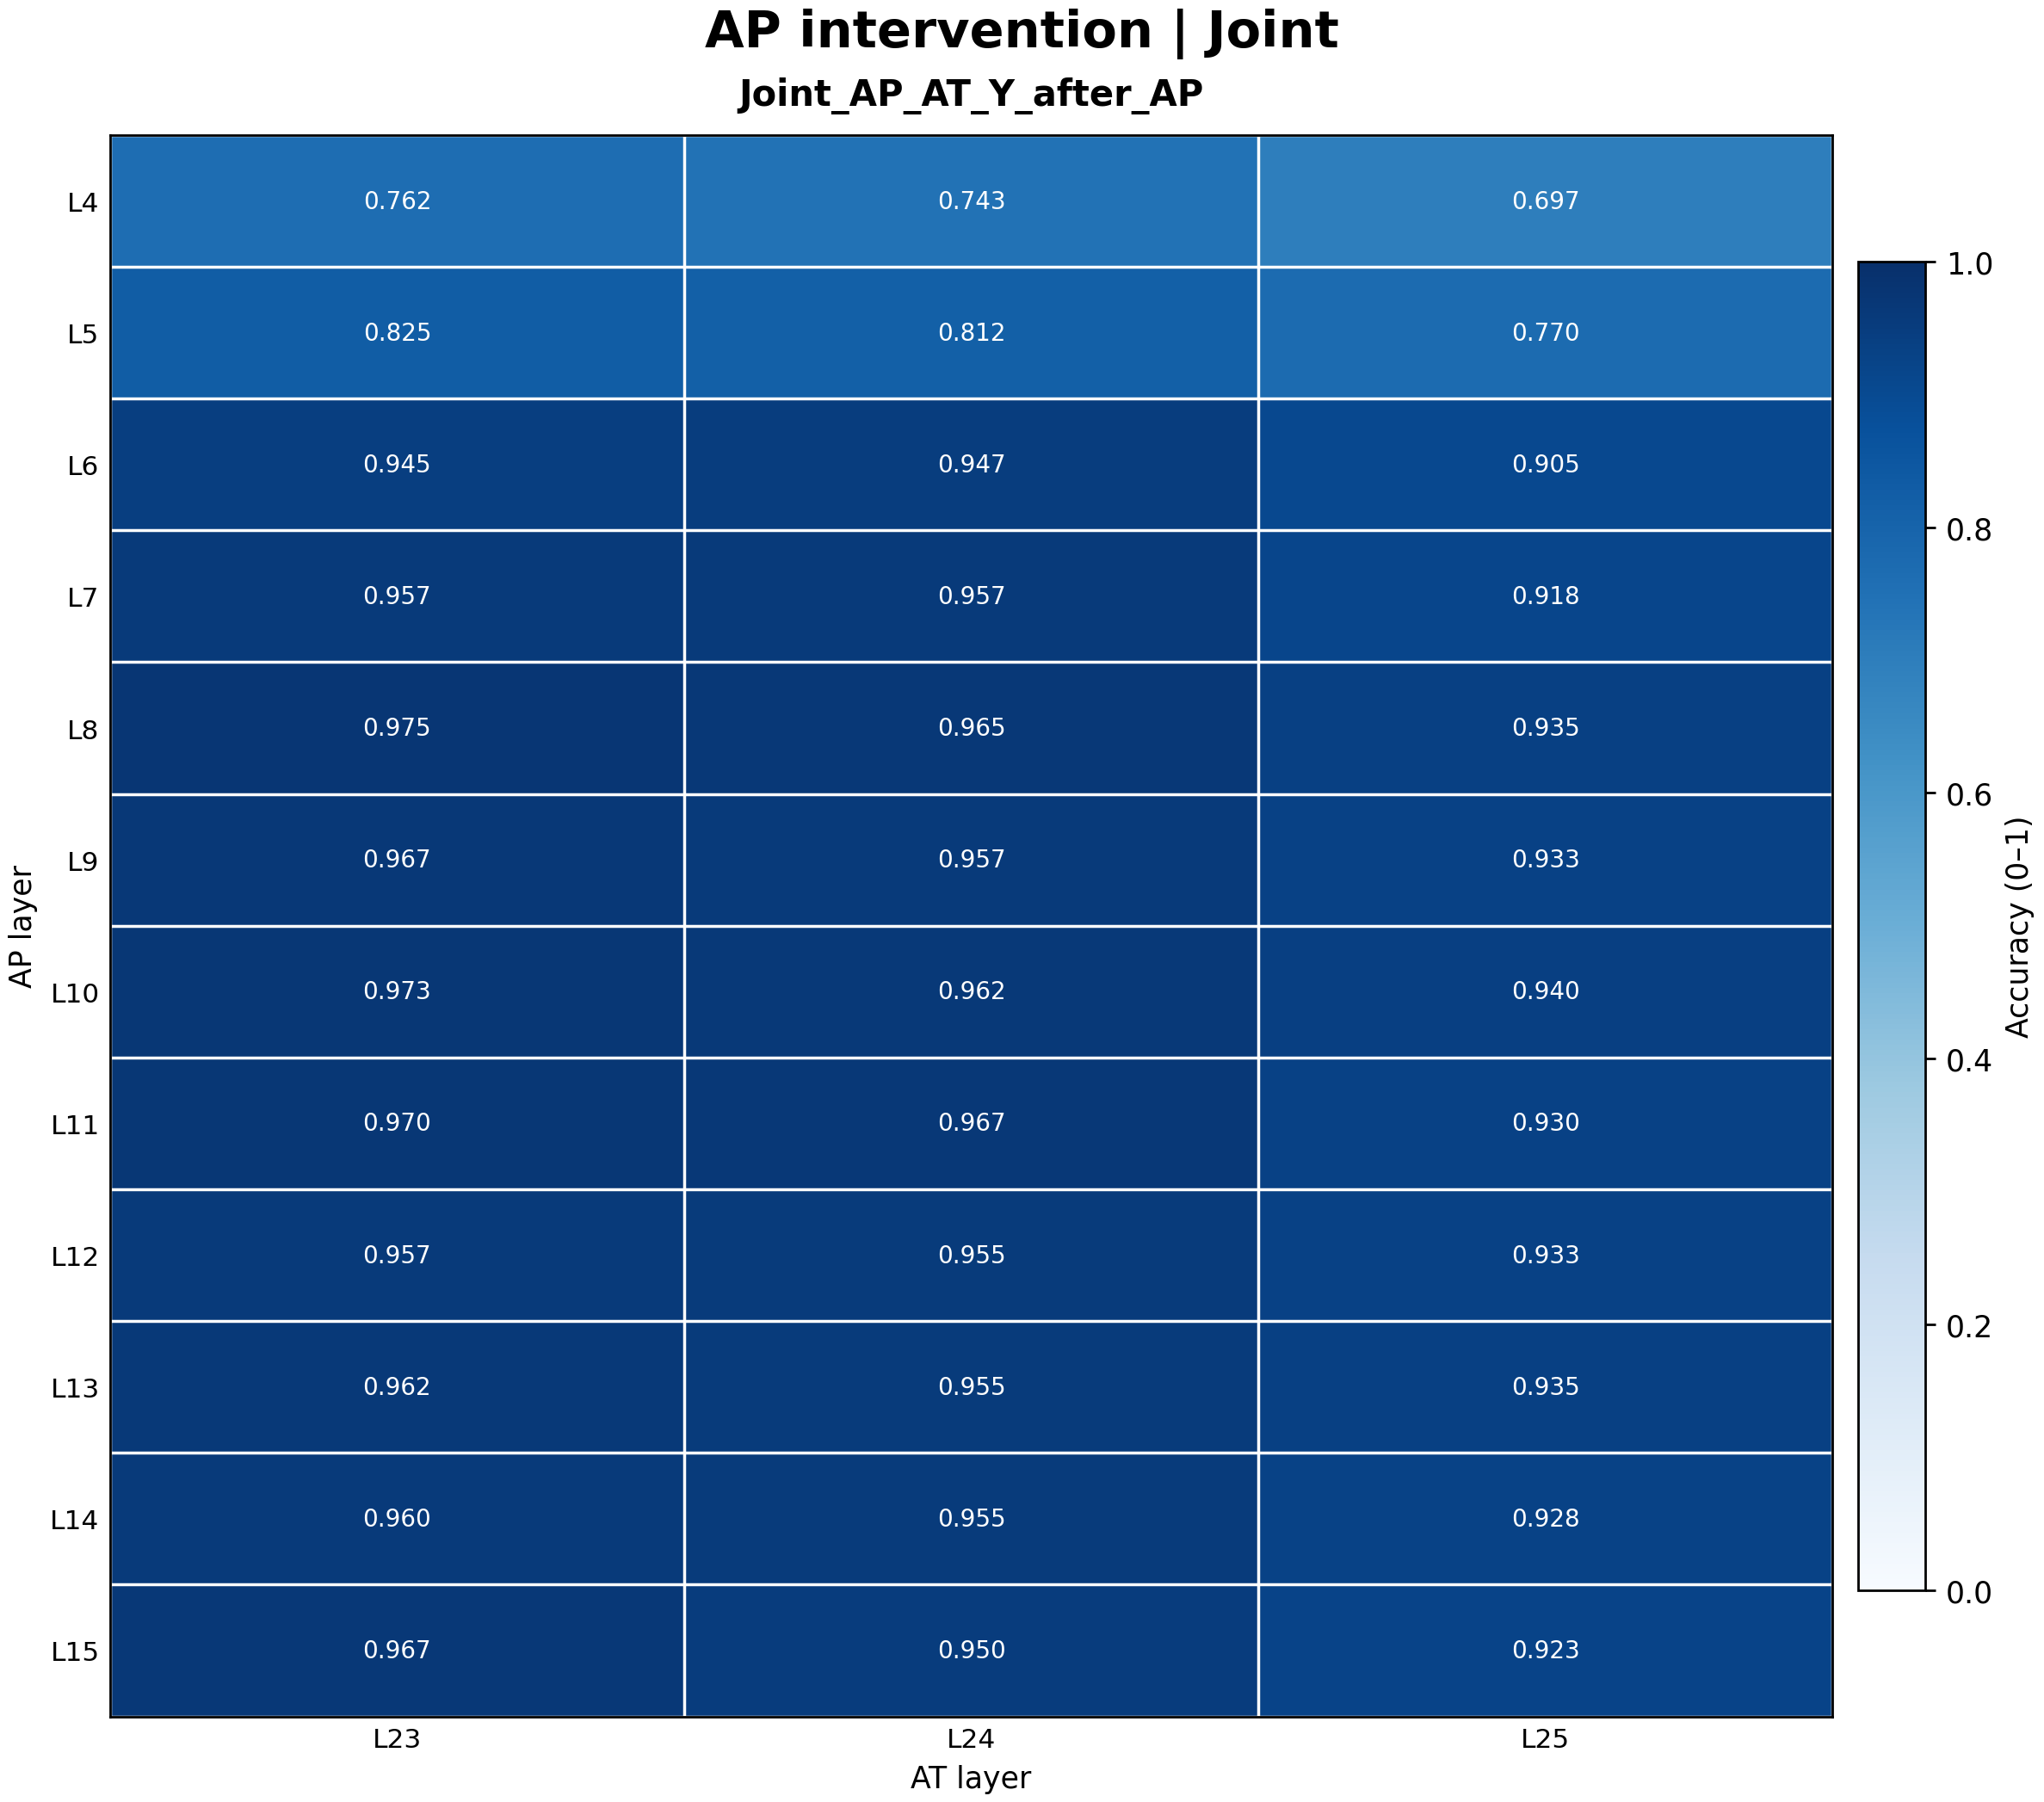 AP intervention | Joint
Joint_AP_AT_Y_after_AP
L4 0.762 0.743 0.697
L5 0.825 0.812 0.770
L6 0.945 0.947 0.905
L7 0.957 0.957 0.918
L8 0.975 0.965 0.935
L9 0.967 0.957 0.933
L10 0.973 0.962 0.940
L11 0.970 0.967 0.930
L12 0.957 0.955 0.933
L13 0.962 0.955 0.935
L14 0.960 0.955 0.928
L15 0.967 0.950 0.923
L23 L24 L25
AT layer
AP layer
1.0
0.8
0.6
0.4
0.2
0.0
Accuracy (0–1)